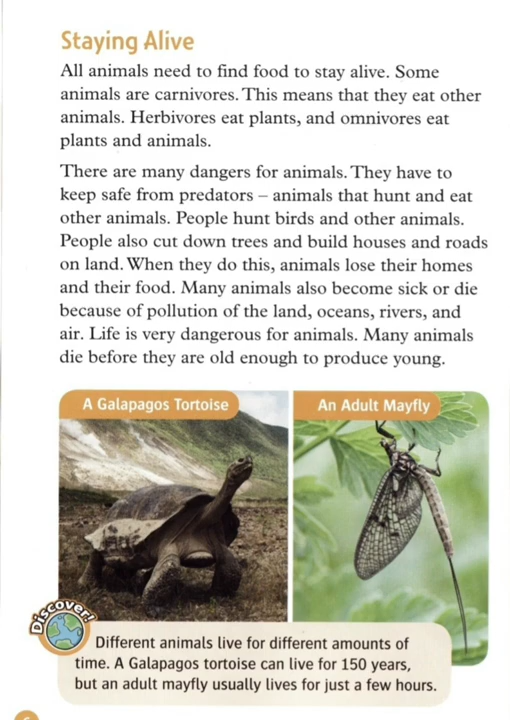 Staying Alive
All animals need to find food to stay alive. Some
animals are carnivores. This means that they eat other
animals. Herbivores eat plants, and omnivores eat
plants and animals.
There are many dangers for animals. They have to
keep safe from predators – animals that hunt and eat
other animals. People hunt birds and other animals.
People also cut down trees and build houses and roads
on land. When they do this, animals lose their homes
and their food. Many animals also become sick or die
because of pollution of the land, oceans, rivers, and
air. Life is very dangerous for animals. Many animals
die before they are old enough to produce young.
A Galapagos Tortoise
An Adult Mayfly
Discover!
Different animals live for different amounts of
time. A Galapagos tortoise can live for 150 years,
but an adult mayfly usually lives for just a few hours.